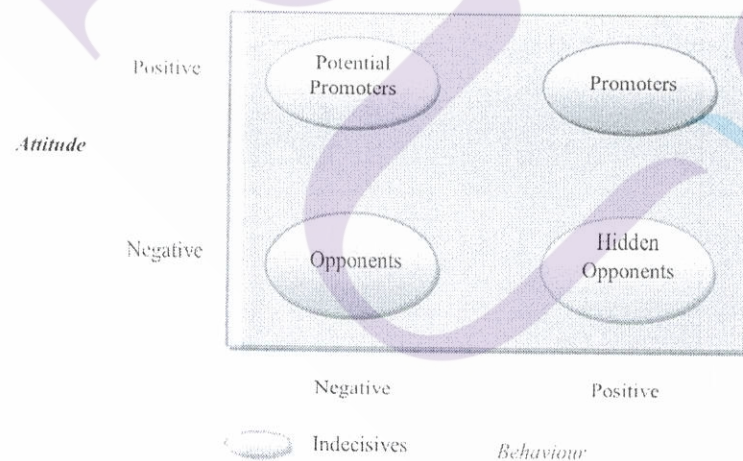 Positive
Potential
Promoters
Promoters
Attitude
Negative
Opponents
Hidden
Opponents
Negative
Positive
Indecisives
Behaviour